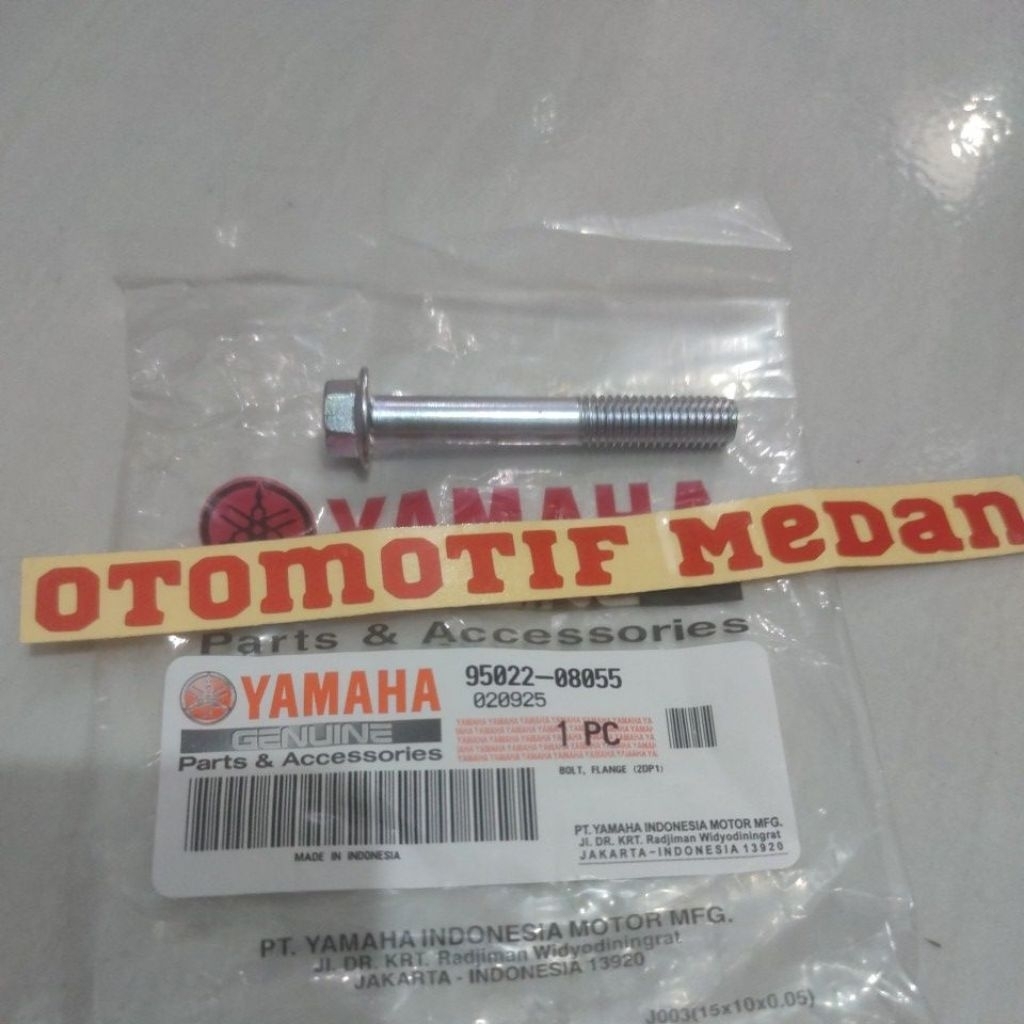 YAMAHA
OTOMOTIF MEDAN
Parts & Accessories
YAMAHA
GENUINE
Parts & Accessories
95022-08055
020925
1 PC
BOLT, FLANGE (2DP1)
MADE IN INDONESIA
PT. YAMAHA INDONESIA MOTOR MFG.
Jl. DR. KRT. Radjiman Widyodiningrat
JAKARTA-INDONESIA 13920
PT. YAMAHA INDONESIA MOTOR MFG.
Jl. DR. KRT. Radjiman Widyodiningrat
JAKARTA - INDONESIA 13920
J003(15x10x0.05)